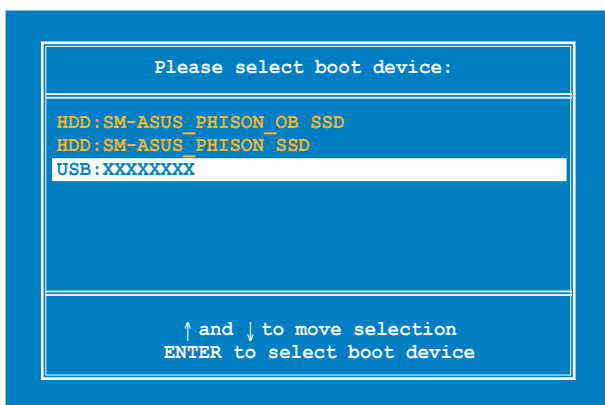 Please select boot device:
HDD:SM-ASUS_PHISON_OB SSD
HDD:SM-ASUS_PHISON SSD
USB:XXXXXXXX
↑ and ↓ to move selection
ENTER to select boot device